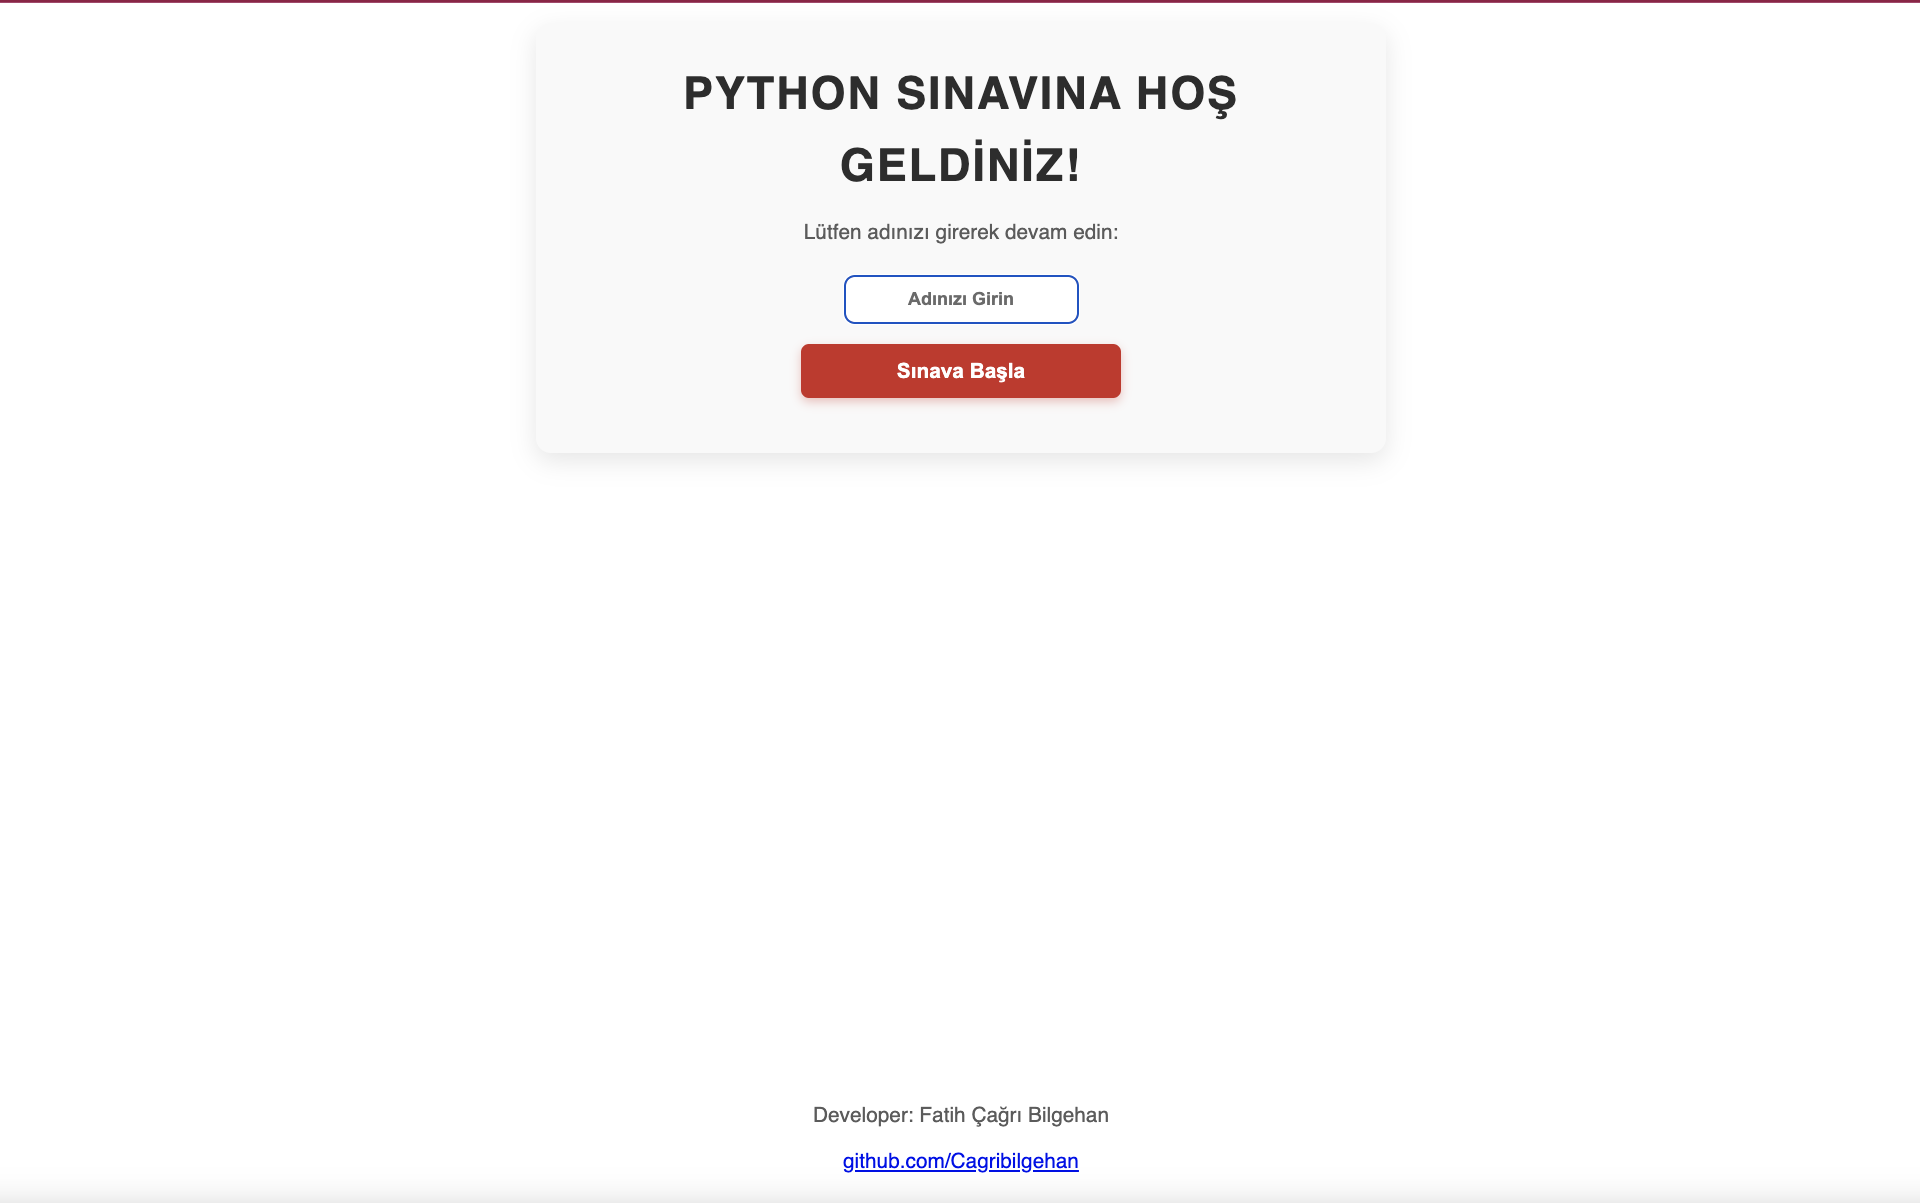 PYTHON SINAVINA HOŞ
GELDİNİZ!
Lütfen adınızı girerek devam edin:
Adınızı Girin
Sınava Başla
Developer: Fatih Çağrı Bilgehan
github.com/Cagribilgehan